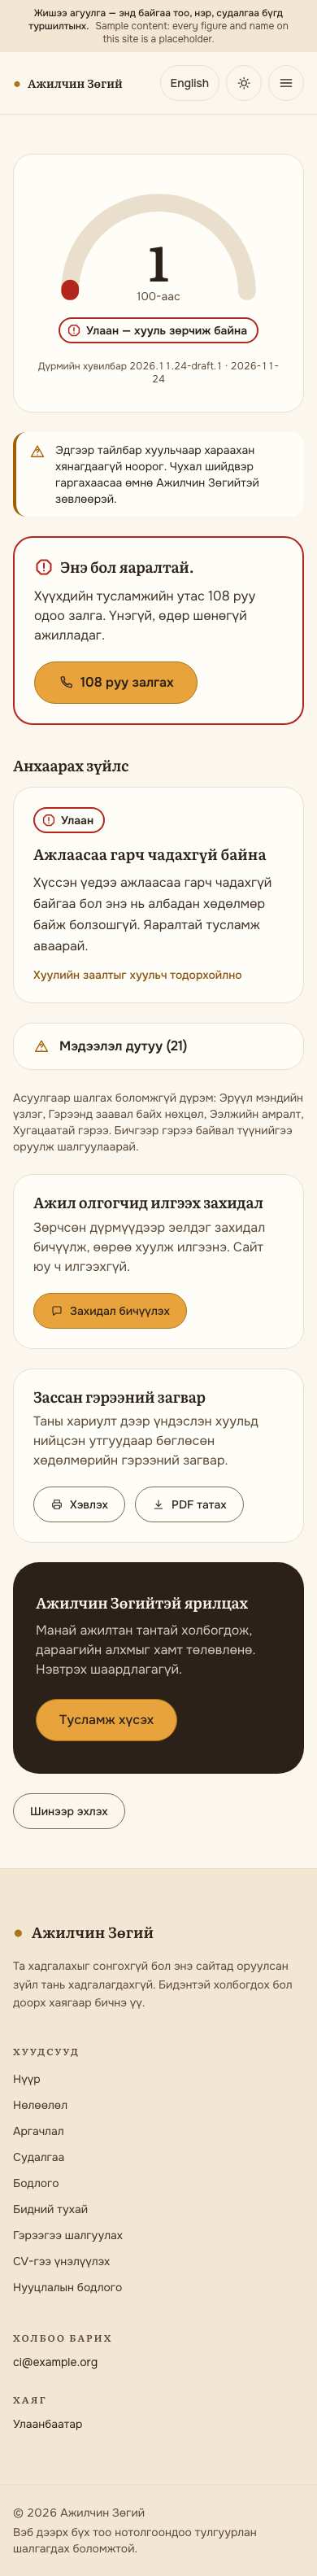 Жишээ агуулга — энд байгаа тоо, нэр, судалгаа бүгд
туршилтынх. Sample content: every figure and name on
this site is a placeholder.
Ажилчин Зөгий
English
1
100-аас
Улаан — хууль зөрчиж байна
Дүрмийн хувилбар 2026.11.24-draft.1 · 2026-11-
24
Эдгээр тайлбар хуульчаар хараахан
хянагдаагүй ноорог. Чухал шийдвэр
гаргахаасаа өмнө Ажилчин Зөгийтэй
зөвлөөрэй.
Энэ бол яаралтай.
Хүүхдийн тусламжийн утас 108 руу
одоо залга. Үнэгүй, өдөр шөнөгүй
ажилладаг.
108 руу залгах
Анхаарах зүйлс
Улаан
Ажлаасаа гарч чадахгүй байна
Хүссэн үедээ ажлаасаа гарч чадахгүй
байгаа бол энэ нь албадан хөдөлмөр
байж болзошгүй. Яаралтай тусламж
аваарай.
Хуулийн заалтыг хуульч тодорхойлно
Мэдээлэл дутуу (21)
Асуулгаар шалгах боломжгүй дүрэм: Эрүүл мэндийн
үзлэг, Гэрээнд заавал байх нөхцөл, Ээлжийн амралт,
Хугацаатай гэрээ. Бичгээр гэрээ байвал түүнийгээ
оруулж шалгуулаарай.
Ажил олгогчид илгээх захидал
Зөрчсөн дүрмүүдээр эелдэг захидал
бичүүлж, өөрөө хуулж илгээнэ. Сайт
юу ч илгээхгүй.
Захидал бичүүлэх
Зассан гэрээний загвар
Таны хариулт дээр үндэслэн хуульд
нийцсэн утгуудаар бөглөсөн
хөдөлмөрийн гэрээний загвар.
Хэвлэх
PDF татах
Ажилчин Зөгийтэй ярилцах
Манай ажилтан тантай холбогдож,
дараагийн алхмыг хамт төлөвлөнө.
Нэвтрэх шаардлагагүй.
Тусламж хүсэх
Шинээр эхлэх
Ажилчин Зөгий
Та хадгалахыг сонгохгүй бол энэ сайтад оруулсан
зүйл тань хадгалагдахгүй. Бидэнтэй холбогдох бол
доорх хаягаар бичнэ үү.
ХУУДСУУД
Нүүр
Нөлөөлөл
Аргачлал
Судалгаа
Бодлого
Бидний тухай
Гэрээгээ шалгуулах
CV-гээ үнэлүүлэх
Нууцлалын бодлого
ХОЛБОО БАРИХ
ci@example.org
ХАЯГ
Улаанбаатар
© 2026 Ажилчин Зөгий
Вэб дээрх бүх тоо нотолгоондоо тулгуурлан
шалгагдах боломжтой.